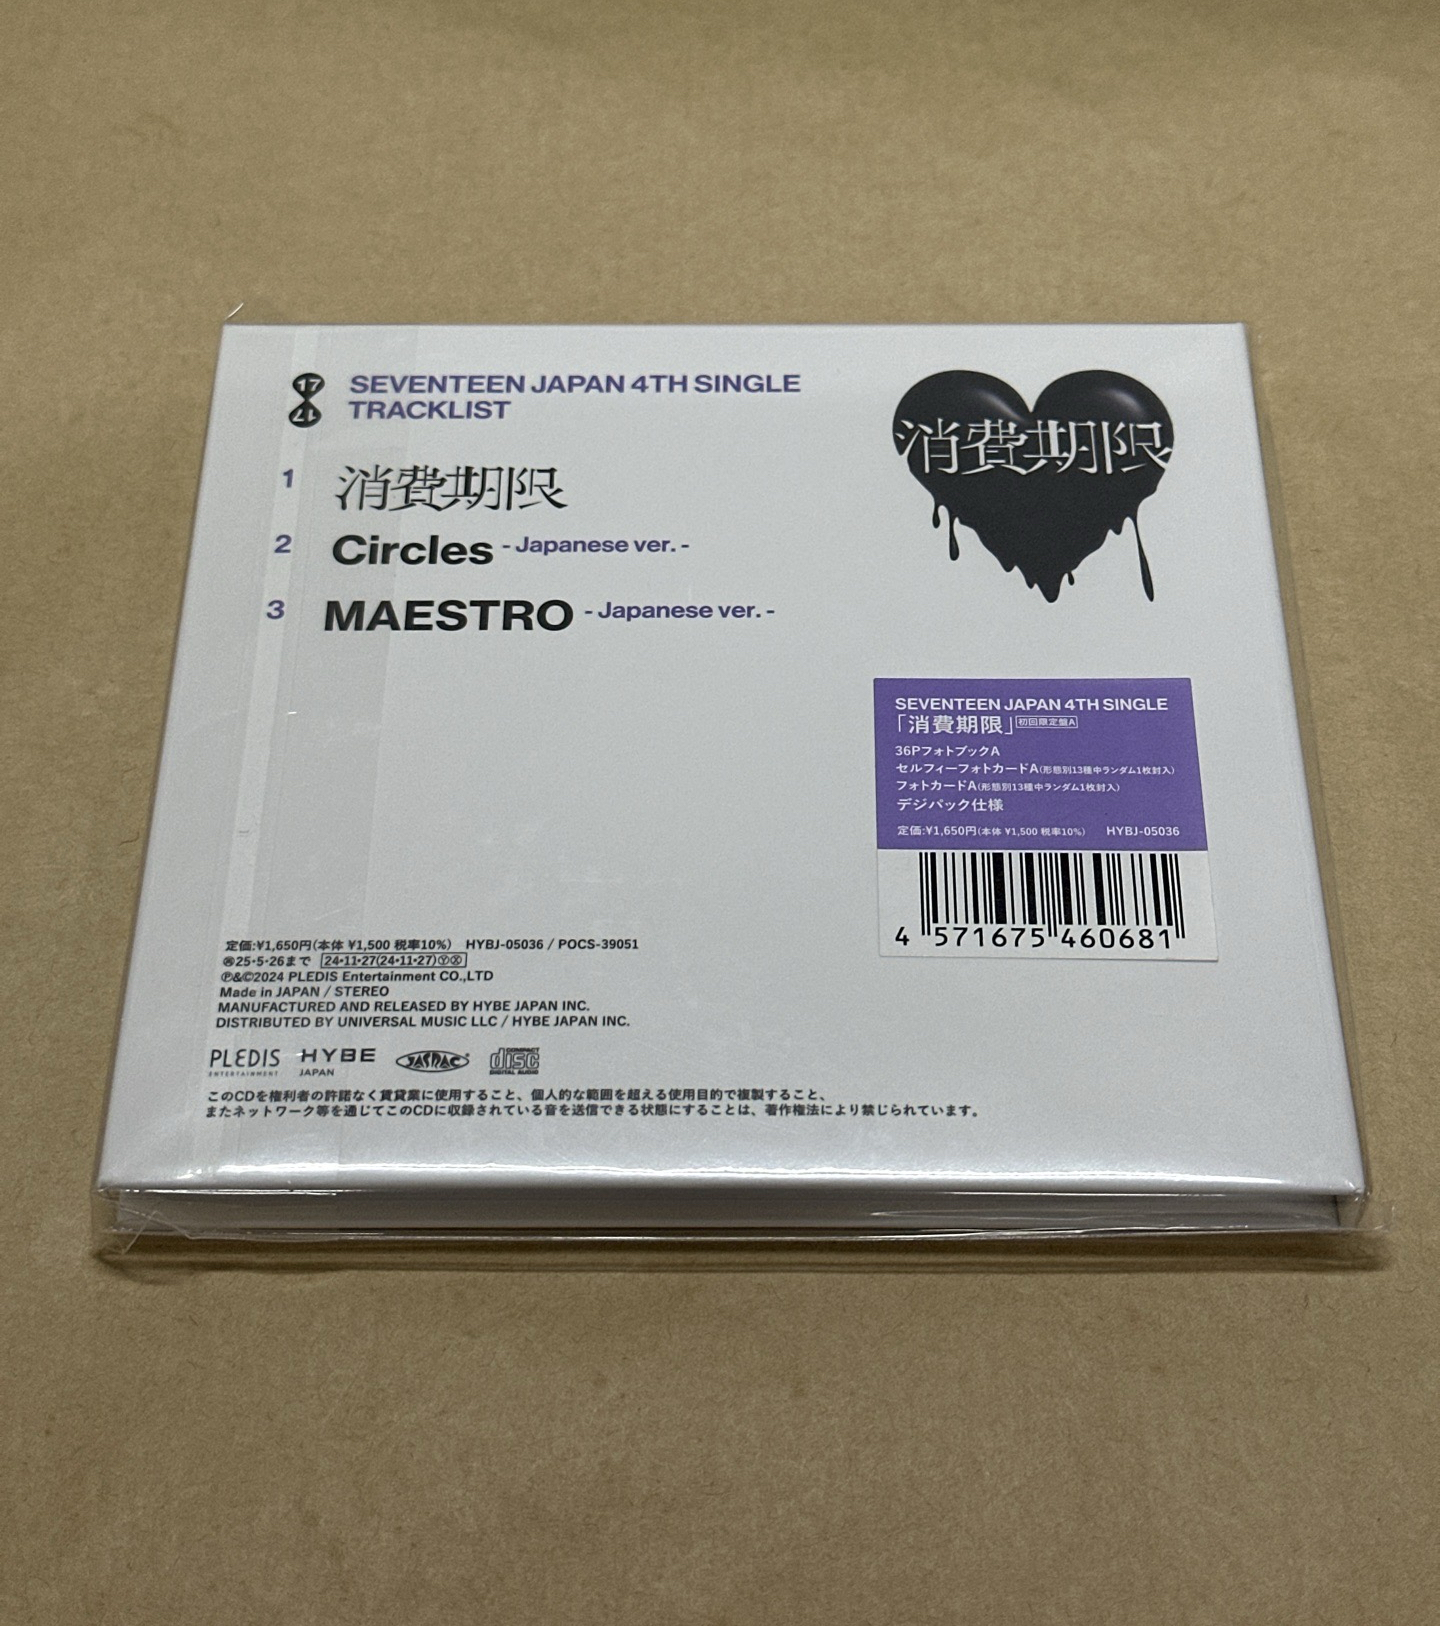 17
17
SEVENTEEN JAPAN 4TH SINGLE
TRACKLIST
1 消費期限
2 Circles - Japanese ver. -
3 MAESTRO - Japanese ver. -
消費期限
SEVENTEEN JAPAN 4TH SINGLE
「消費期限」初回限定盤A
36PフォトブックA
セルフィーフォトカードA(形態別13種中ランダム1枚封入)
フォトカードA(形態別13種中ランダム1枚封入)
デジパック仕様
定価:¥1,650円(本体 ¥1,500 税率10%) HYBJ-05036
4 571675 460681
定価:¥1,650円(本体 ¥1,500 税率10%) HYBJ-05036 / POCS-39051
25・5・26まで 24・11・27(24・11・27)ⓎⓍ
Ⓟ&©2024 PLEDIS Entertainment CO.,LTD
Made in JAPAN / STEREO
MANUFACTURED AND RELEASED BY HYBE JAPAN INC.
DISTRIBUTED BY UNIVERSAL MUSIC LLC / HYBE JAPAN INC.
PLEDIS ENTERTAINMENT HYBE JAPAN JASRAC COMPACT disc DIGITAL AUDIO
このCDを権利者の許諾なく賃貸業に使用すること、個人的な範囲を超える使用目的で複製すること、
またネットワーク等を通じてこのCDに収録されている音を送信できる状態にすることは、著作権法により禁じられています。